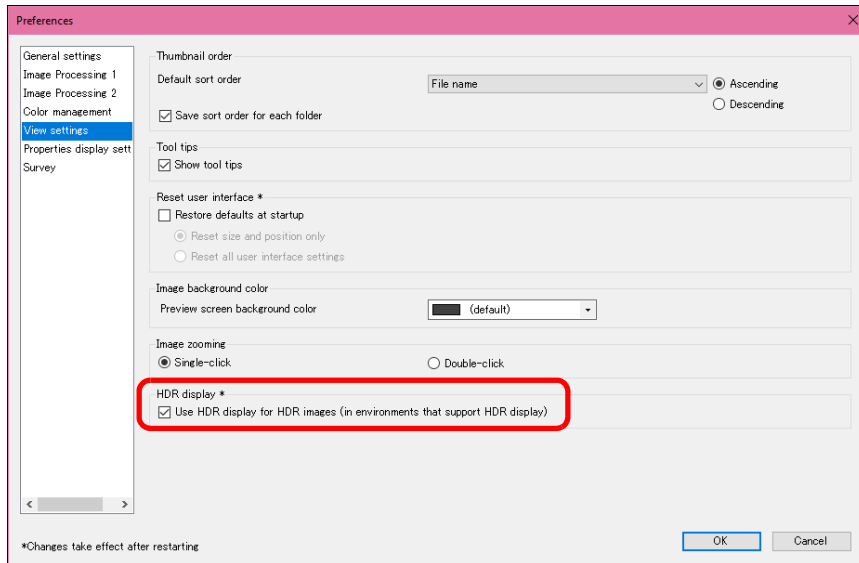 Preferences
General settings
Image Processing 1
Image Processing 2
Color management
View settings
Properties display sett
Survey
Thumbnail order
Default sort order
File name
Ascending
Descending
Save sort order for each folder
Tool tips
Show tool tips
Reset user interface *
Restore defaults at startup
Reset size and position only
Reset all user interface settings
Image background color
Preview screen background color
(default)
Image zooming
Single-click
Double-click
HDR display *
Use HDR display for HDR images (in environments that support HDR display)
*Changes take effect after restarting
OK
Cancel